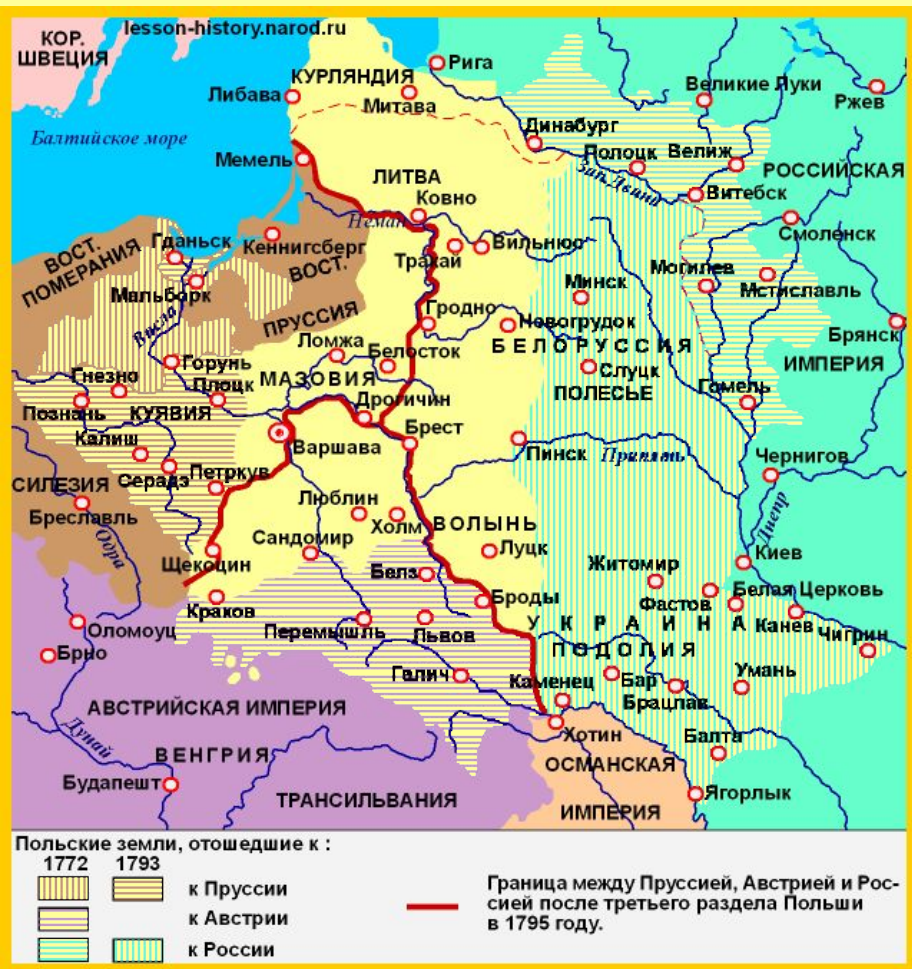 lesson-history.narod.ru
КОР.
ШВЕЦИЯ
Рига
КУРЛЯНДИЯ
Митава
Либава
Великие Луки
Ржев
Балтийское море
Динабург
Полоцк
Велиж
Мемель
Зап. Двина
РОССИЙСКАЯ
ЛИТВА
Витебск
Ковно
Неман
Смоленск
ВОСТ.
ПОМЕРАНИЯ
Гданьск
Кеннигсберг
Вильнюс
Тракай
ВОСТ.
Могилев
Мстиславль
Минск
Мальборк
Висла
ПРУССИЯ
Гродно
Новогрудок
Брянск
Ломжа
БЕЛОРУССИЯ
Горунь
Белосток
ИМПЕРИЯ
Гнезно
Плоцк
МАЗОВИЯ
Слуцк
ПОЛЕСЬЕ
Гомель
Познань
КУЯВИЯ
Дрогичин
Калиш
Варшава
Брест
Пинск
Припять
Чернигов
Серадз
Петркув
СИЛЕЗИЯ
Люблин
Бреславль
Холм
ВОЛЫНЬ
Днепр
Одра
Сандомир
Луцк
Киев
Щекоцин
Белз
Житомир
Белая Церковь
Краков
Броды
Фастов
Оломоуц
Перемышль
Львов
УКРАИНА
Канев
Чигрин
Брно
ПОДОЛИЯ
Галич
Каменец
Бар
Умань
Брацлав
АВСТРИЙСКАЯ ИМПЕРИЯ
Дунай
Хотин
Балта
ВЕНГРИЯ
ОСМАНСКАЯ
Будапешт
ТРАНСИЛЬВАНИЯ
Ягорлык
ИМПЕРИЯ
Польские земли, отошедшие к :
1772 1793
к Пруссии
к Австрии
к России
Граница между Пруссией, Австрией и Рос-
сией после третьего раздела Польши
в 1795 году.